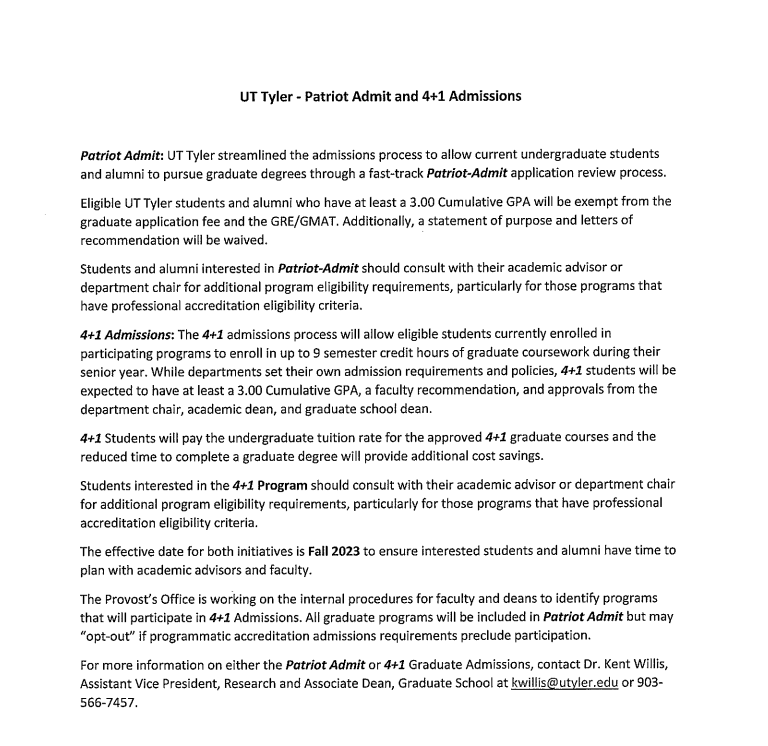 UT Tyler - Patriot Admit and 4+1 Admissions
Patriot Admit: UT Tyler streamlined the admissions process to allow current undergraduate students
and alumni to pursue graduate degrees through a fast-track Patriot-Admit application review process.
Eligible UT Tyler students and alumni who have at least a 3.00 Cumulative GPA will be exempt from the
graduate application fee and the GRE/GMAT. Additionally, a statement of purpose and letters of
recommendation will be waived.
Students and alumni interested in Patriot-Admit should consult with their academic advisor or
department chair for additional program eligibility requirements, particularly for those programs that
have professional accreditation eligibility criteria.
4+1 Admissions: The 4+1 admissions process will allow eligible students currently enrolled in
participating programs to enroll in up to 9 semester credit hours of graduate coursework during their
senior year. While departments set their own admission requirements and policies, 4+1 students will be
expected to have at least a 3.00 Cumulative GPA, a faculty recommendation, and approvals from the
department chair, academic dean, and graduate school dean.
4+1 Students will pay the undergraduate tuition rate for the approved 4+1 graduate courses and the
reduced time to complete a graduate degree will provide additional cost savings.
Students interested in the 4+1 Program should consult with their academic advisor or department chair
for additional program eligibility requirements, particularly for those programs that have professional
accreditation eligibility criteria.
The effective date for both initiatives is Fall 2023 to ensure interested students and alumni have time to
plan with academic advisors and faculty.
The Provost's Office is working on the internal procedures for faculty and deans to identify programs
that will participate in 4+1 Admissions. All graduate programs will be included in Patriot Admit but may
"opt-out" if programmatic accreditation admissions requirements preclude participation.
For more information on either the Patriot Admit or 4+1 Graduate Admissions, contact Dr. Kent Willis,
Assistant Vice President, Research and Associate Dean, Graduate School at kwillis@utyler.edu or 903-
566-7457.